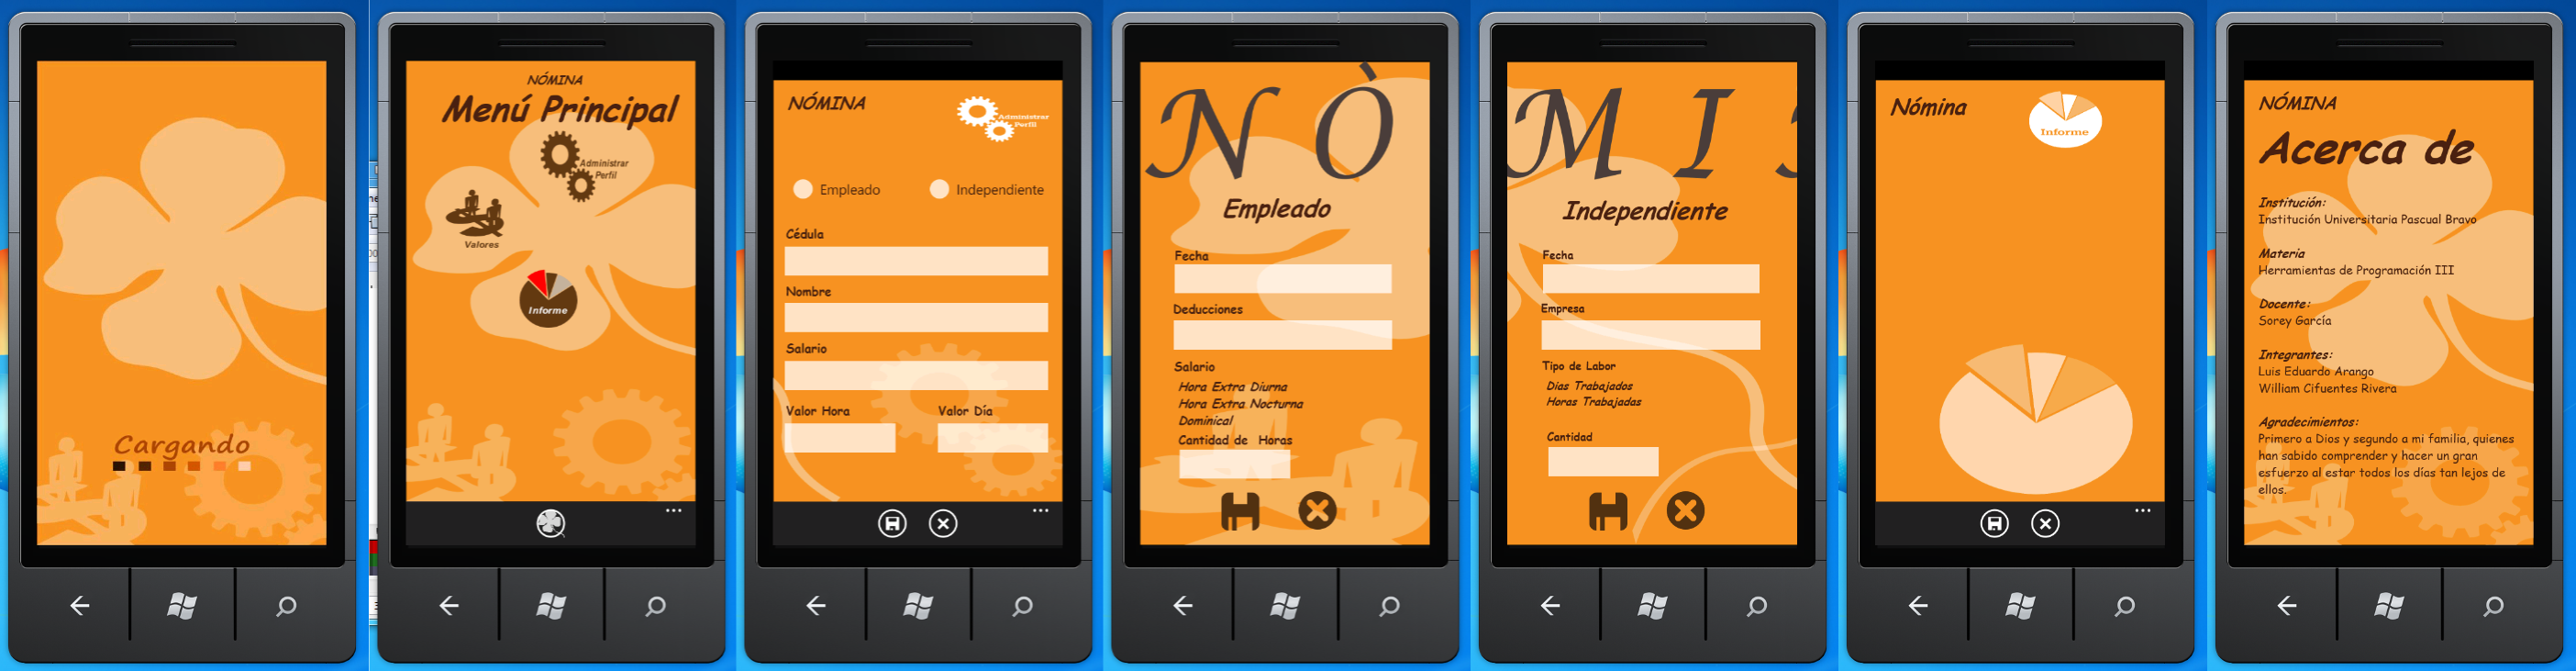 Cargando
NÓMINA
Menú Principal
Administrar
Perfil
Valores
Informe
NÓMINA
Administrar
Perfil
Empleado
Independiente
Cédula
Nombre
Salario
Valor Hora
Valor Día
N Ò
Empleado
Fecha
Deducciones
Salario
Hora Extra Diurna
Hora Extra Nocturna
Dominical
Cantidad de Horas
M I
Independiente
Fecha
Empresa
Tipo de Labor
Días Trabajados
Horas Trabajadas
Cantidad
Nómina
Informe
NÓMINA
Acerca de
Institución:
Institución Universitaria Pascual Bravo
Materia
Herramientas de Programación III
Docente:
Sorey García
Integrantes:
Luis Eduardo Arango
William Cifuentes Rivera
Agradecimientos:
Primero a Dios y segundo a mi familia, quienes
han sabido comprender y hacer un gran
esfuerzo al estar todos los días tan lejos de
ellos.